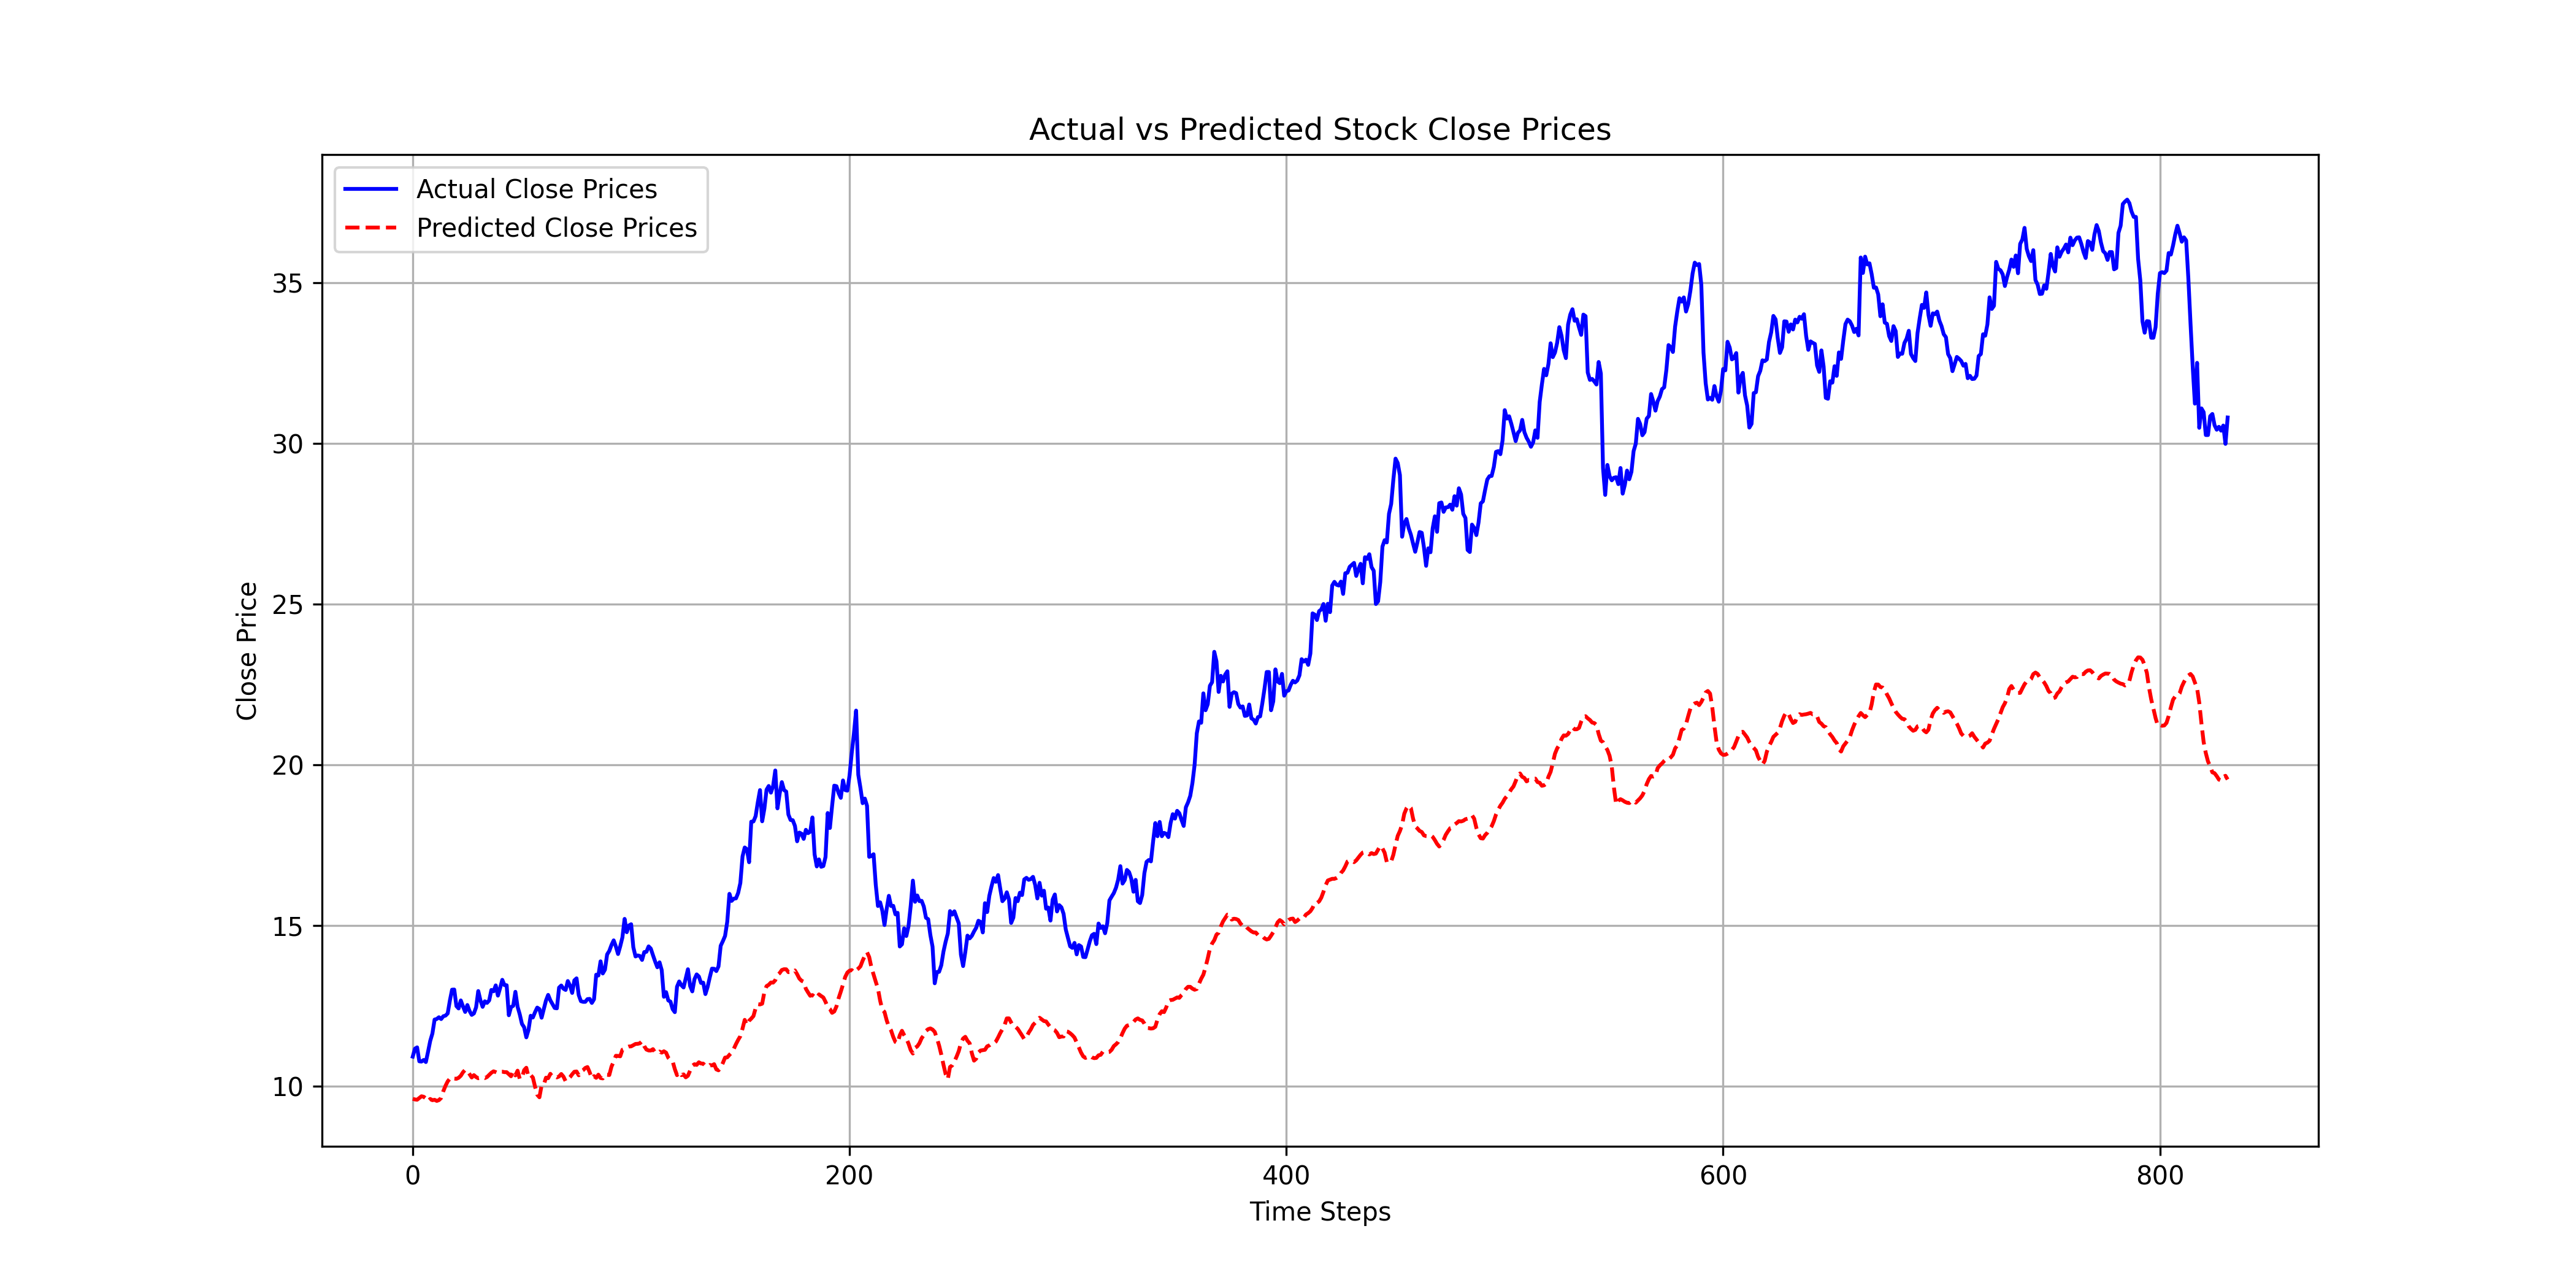 Actual vs Predicted Stock Close Prices
Actual Close Prices
Predicted Close Prices
Close Price
35
30
25
20
15
10
0 200 400 600 800
Time Steps